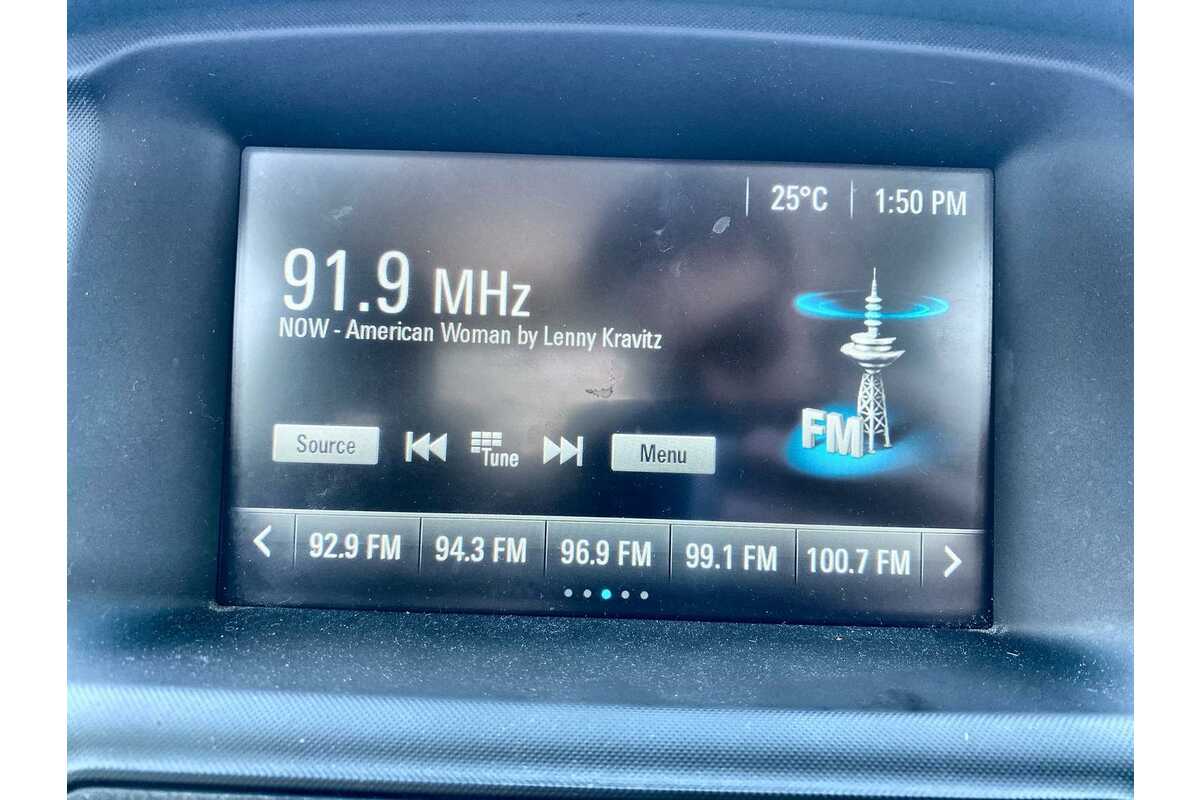 25°C 1:50 PM
91.9 MHz
NOW - American Woman by Lenny Kravitz
FM
Source Tune Menu
92.9 FM 94.3 FM 96.9 FM 99.1 FM 100.7 FM